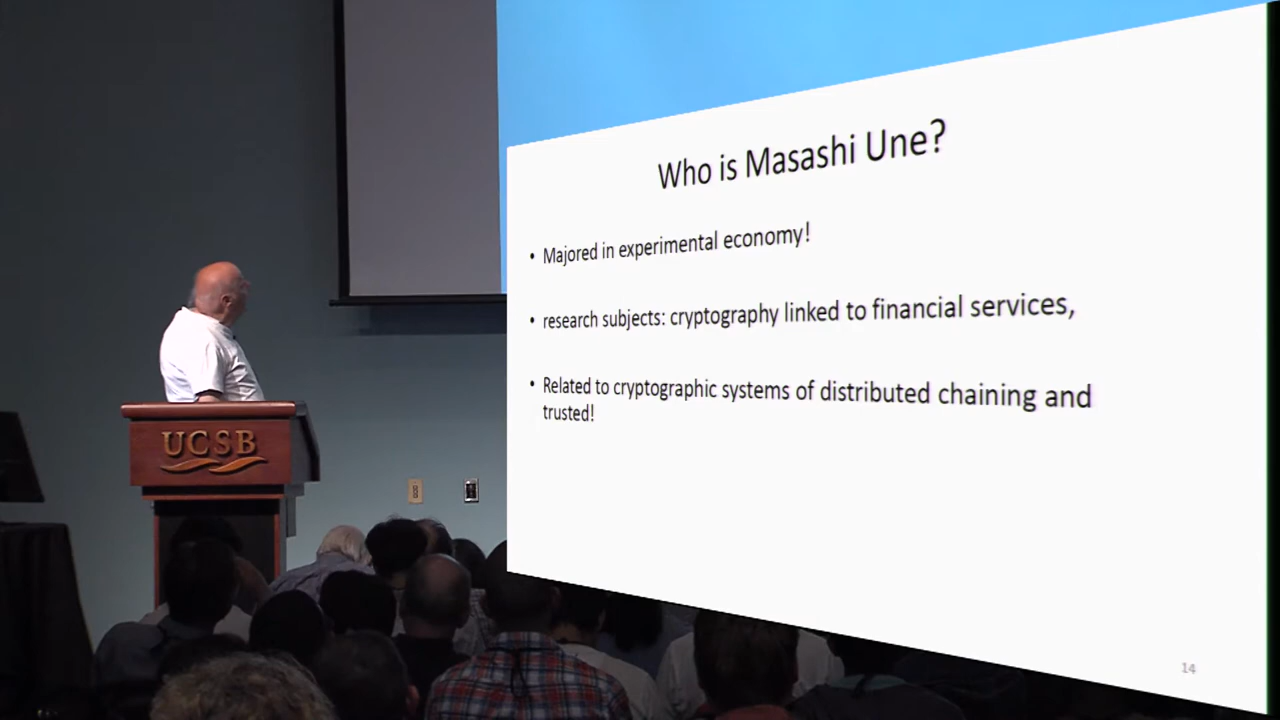 Who is Masashi Une?
• Majored in experimental economy!
• research subjects: cryptography linked to financial services,
• Related to cryptographic systems of distributed chaining and
trusted!
14
UCSB